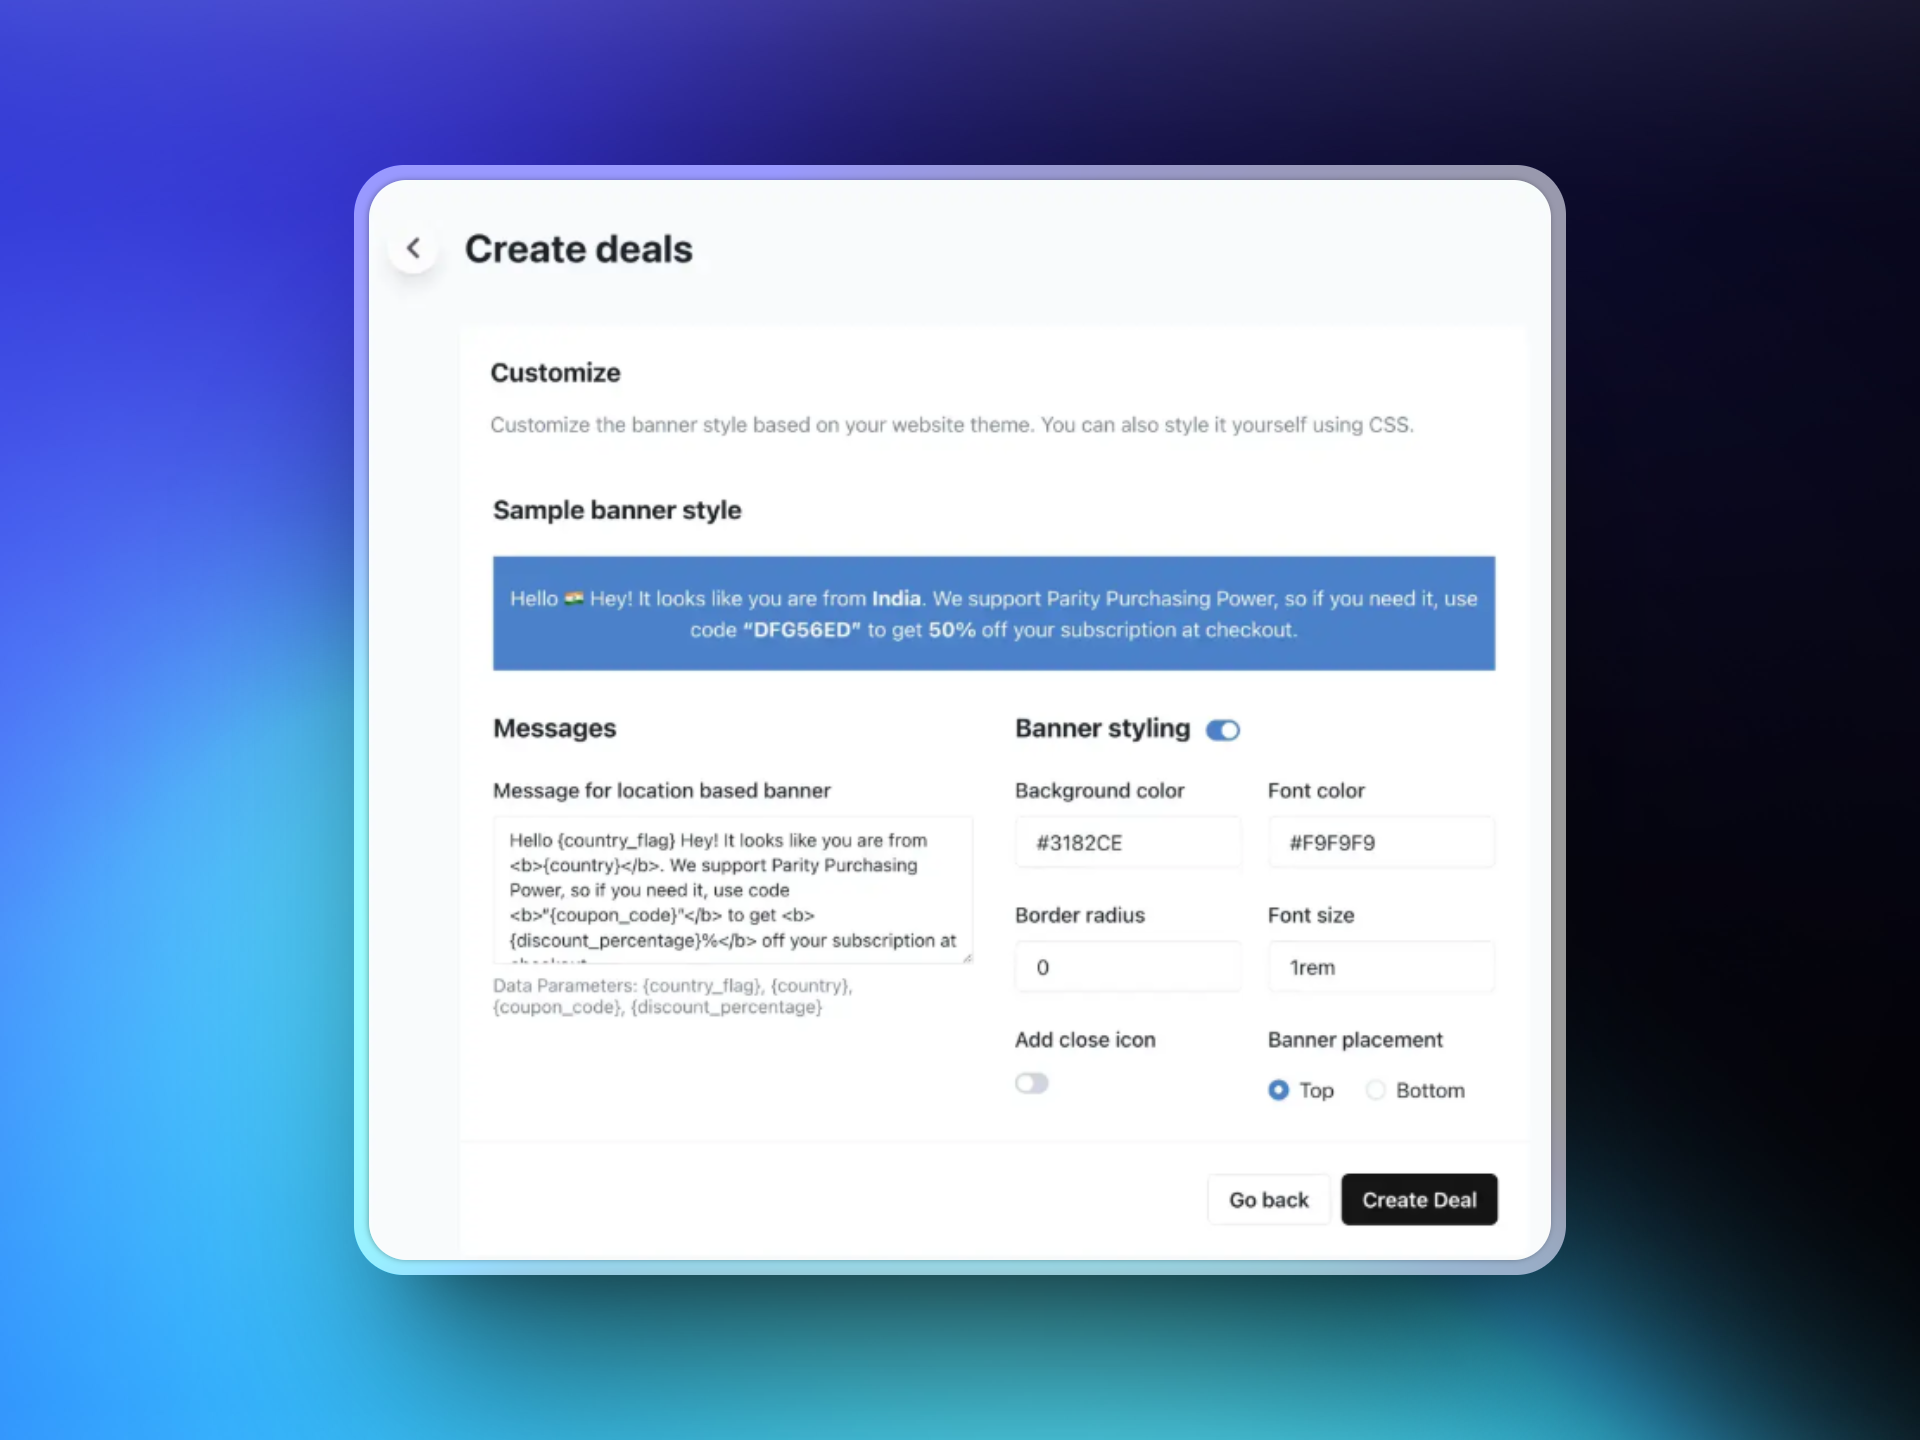 Create deals
Customize
Customize the banner style based on your website theme. You can also style it yourself using CSS.
Sample banner style
Hello 🇮🇳 Hey! It looks like you are from India. We support Parity Purchasing Power, so if you need it, use
code “DFG56ED” to get 50% off your subscription at checkout.
Messages
Message for location based banner
Hello {country_flag} Hey! It looks like you are from
<b>{country}</b>. We support Parity Purchasing
Power, so if you need it, use code
<b>"{coupon_code}"</b> to get <b>
{discount_percentage}%</b> off your subscription at
Data Parameters: {country_flag}, {country},
{coupon_code}, {discount_percentage}
Banner styling
Background color
#3182CE
Font color
#F9F9F9
Border radius
0
Font size
1rem
Add close icon
Banner placement
Top
Bottom
Go back
Create Deal